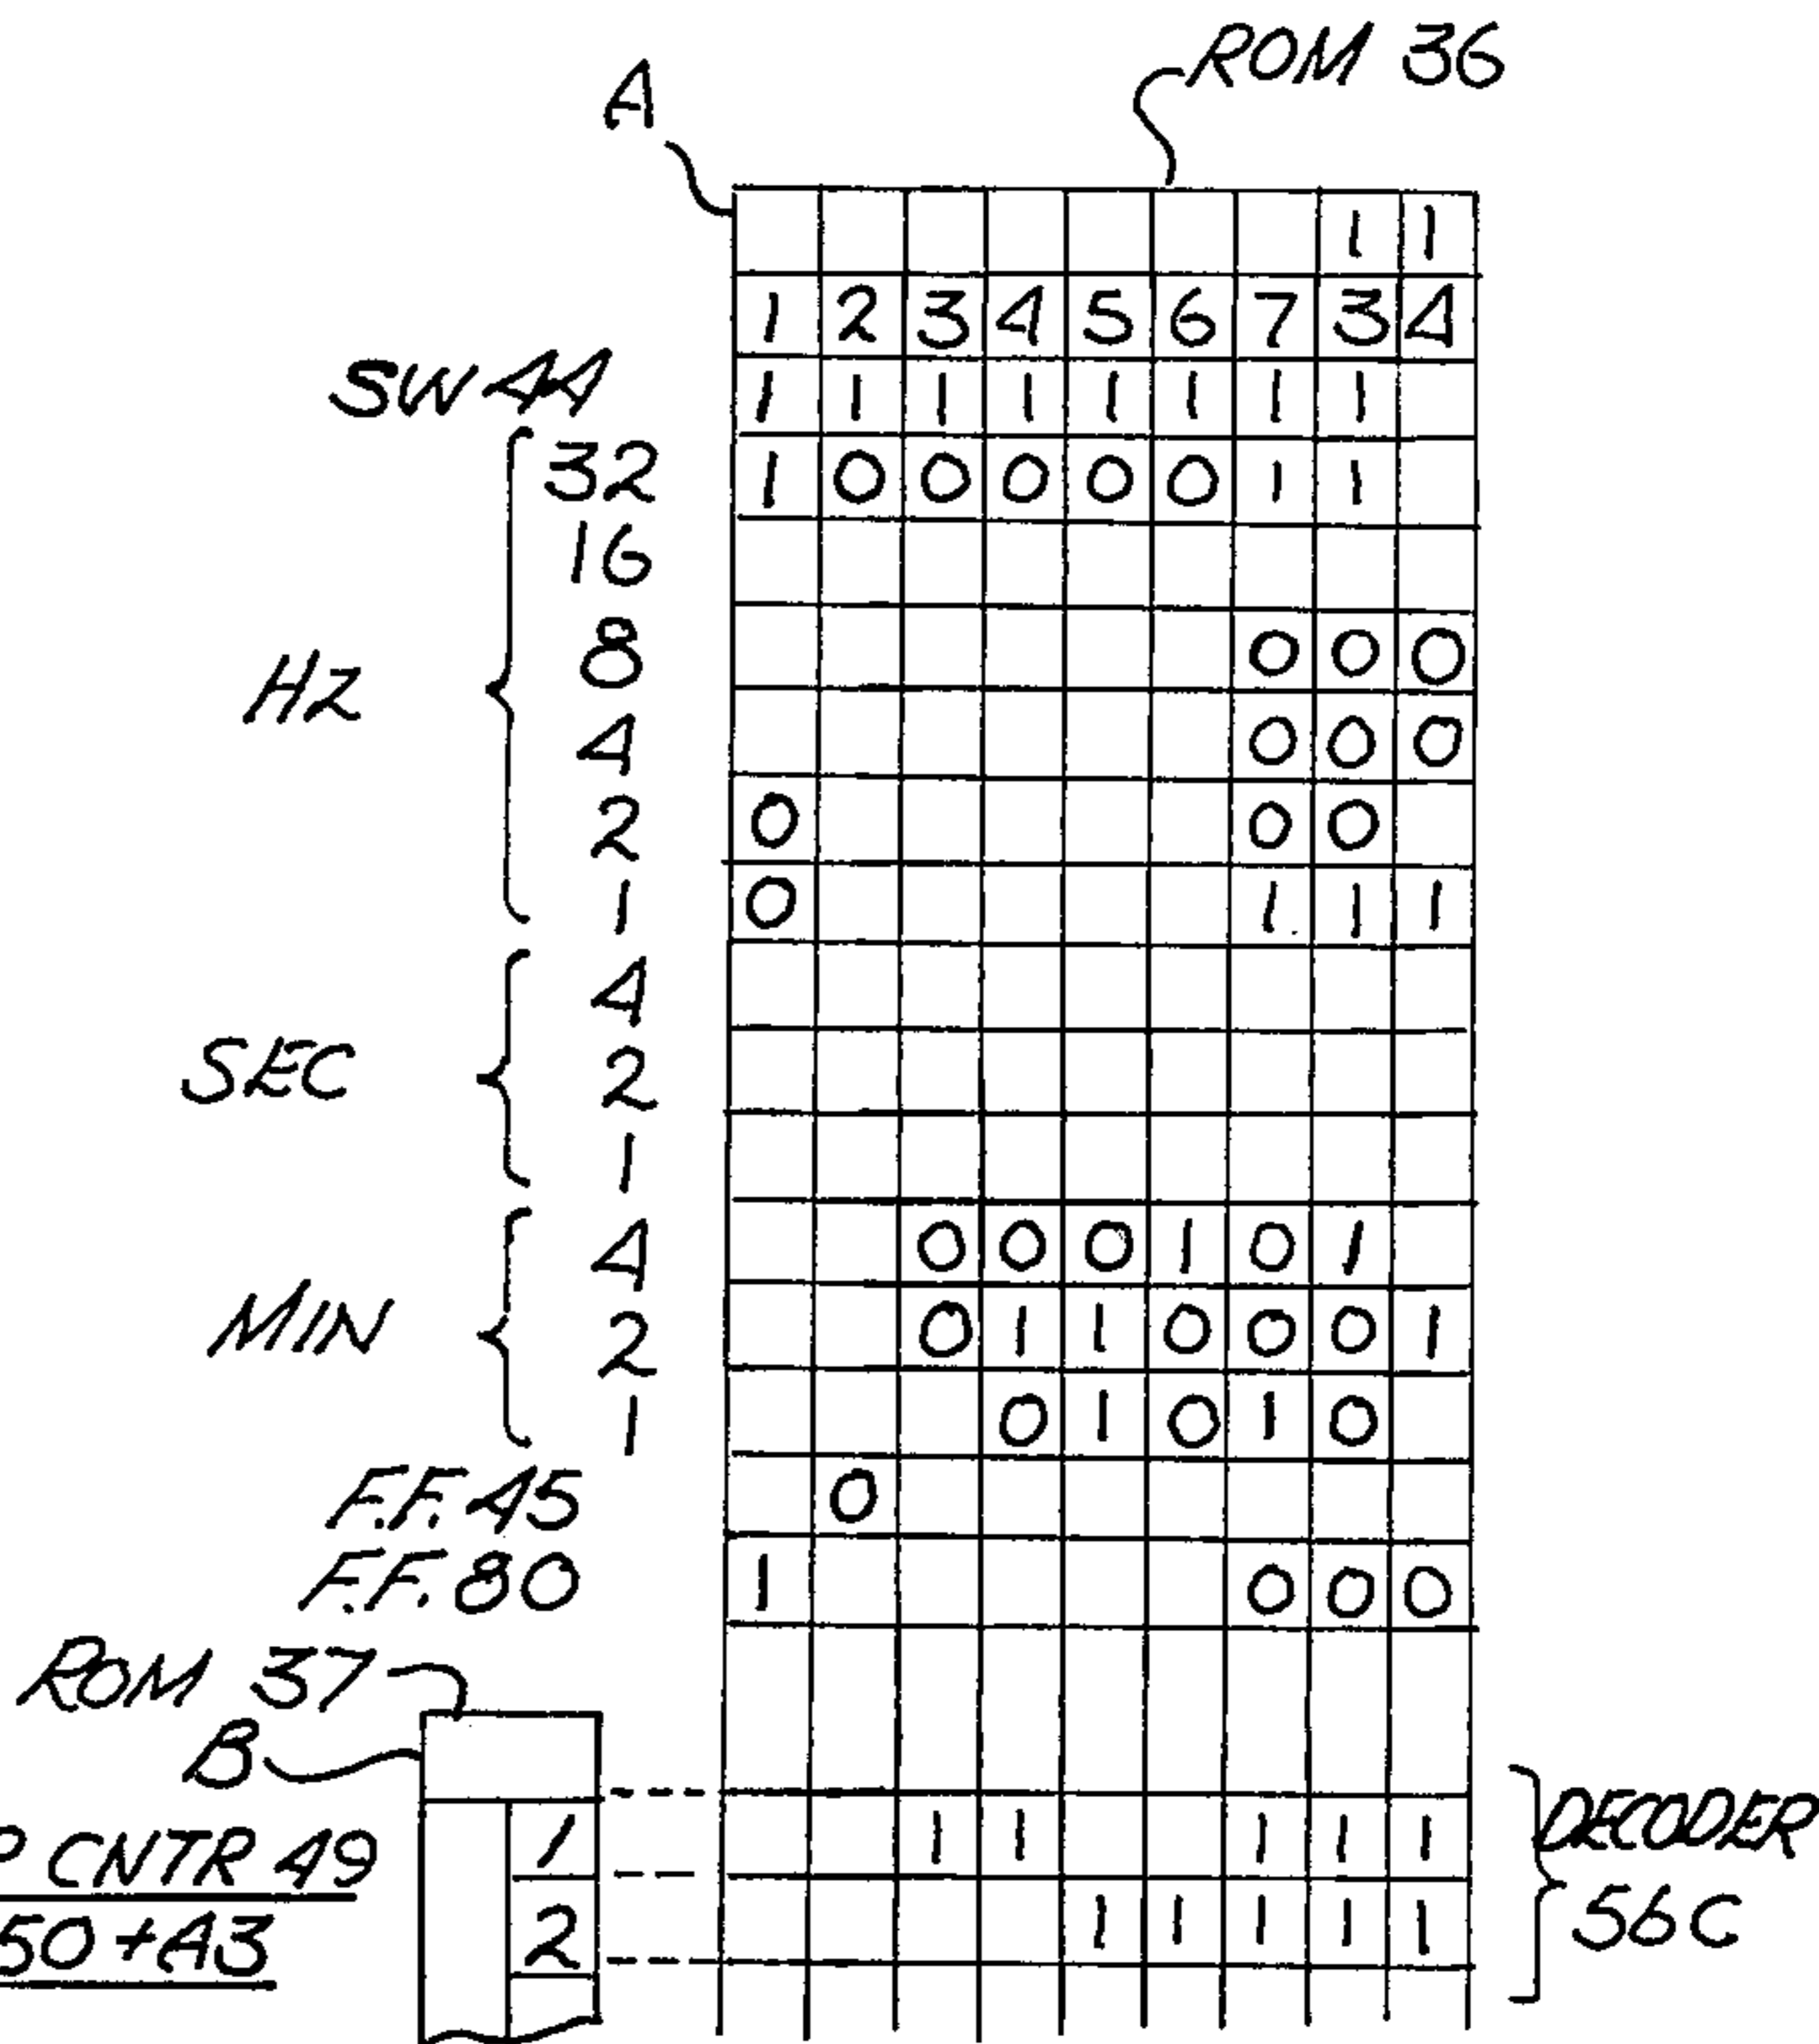 ROM 36
A
1 1
1 2 3 4 5 6 7 3 4
SW 44 1 1 1 1 1 1 1 1
HZ
32 1 0 0 0 0 0 1 1
16
8 0 0 0
4 0 0 0
2 0 0 0
1 0 1 1 1
SEC
4
2
1
MIN
4 0 0 0 1 0 1
2 0 1 1 0 0 0 1
1 0 1 0 1 0
F.F. 45 0
F.F. 80 1 0 0 0
ROM 37
B
P CNTR 49 1 1 1 1 1 1
50+A3 2 1 1 1 1 1
DECODER
56C